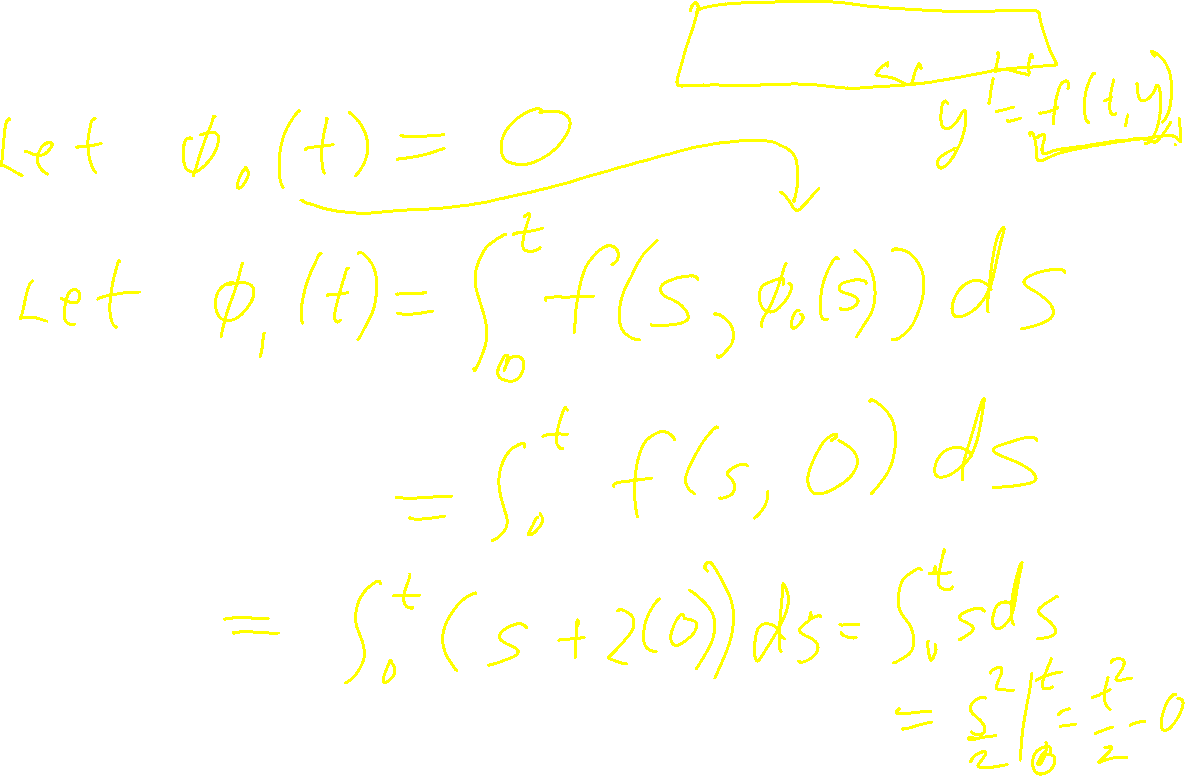 y' = f(t,y)
Let ϕ₀(t) = 0
Let ϕ₁(t) = ∫₀ᵗ f(s, ϕ₀(s)) ds
= ∫₀ᵗ f(s, 0) ds
= ∫₀ᵗ (s + 2(0)) ds = ∫₀ᵗ s ds
= s²/2 |₀ᵗ = t²/2 - 0